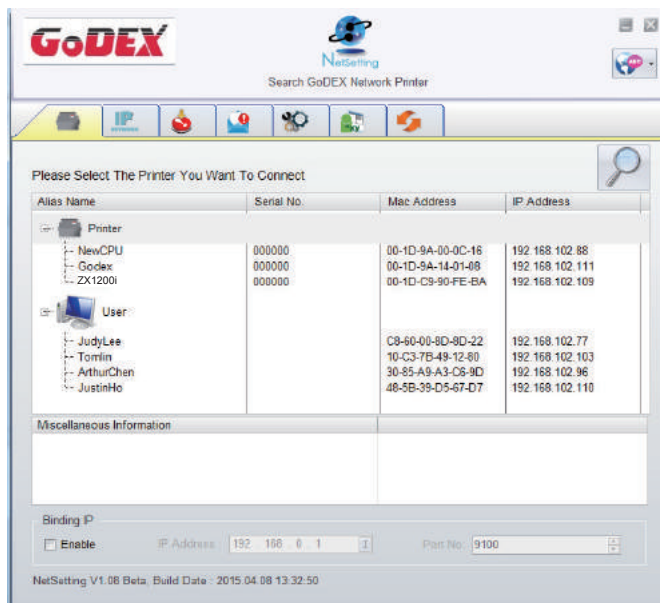 GoDEX
NetSetting
Search GoDEX Network Printer
IP
Please Select The Printer You Want To Connect
Alias Name Serial No. Mac Address IP Address
Printer
NewCPU 000000 00-1D-9A-00-0C-16 192.168.102.88
Godex 000000 00-1D-9A-14-01-08 192.168.102.111
ZX1200i 000000 00-1D-C9-90-FE-BA 192.168.102.109
User
JudyLee C8-60-00-8D-8D-22 192.168.102.77
Tomlin 10-C3-7B-49-12-80 192.168.102.103
ArthurChen 30-85-A9-A3-C6-9D 192.168.102.96
JustinHo 48-5B-39-D5-67-D7 192.168.102.110
Miscellaneous Information
Binding IP
Enable IP Address 192 . 168 . 0 . 1 Port No. 9100
NetSetting V1.08 Beta, Build Date : 2015.04.08 13:32:50